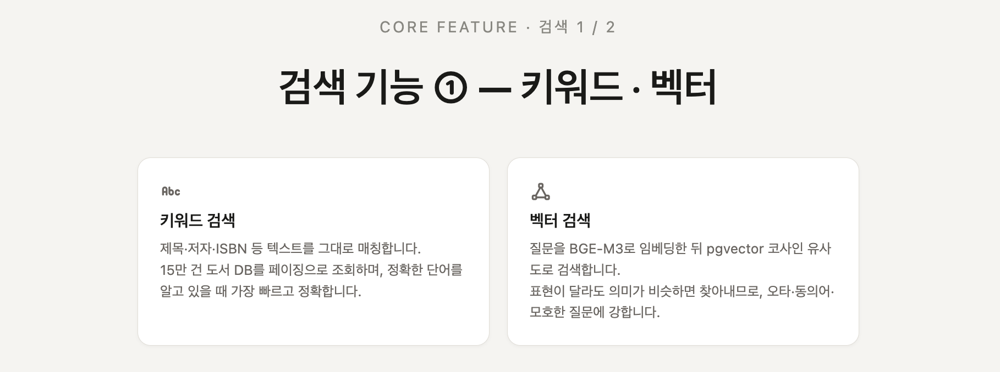 CORE FEATURE · 검색 1 / 2
검색 기능 ① — 키워드 · 벡터
Abc
키워드 검색
제목·저자·ISBN 등 텍스트를 그대로 매칭합니다.
15만 건 도서 DB를 페이징으로 조회하며, 정확한 단어를
알고 있을 때 가장 빠르고 정확합니다.
벡터 검색
질문을 BGE-M3로 임베딩한 뒤 pgvector 코사인 유사
도로 검색합니다.
표현이 달라도 의미가 비슷하면 찾아내므로, 오타·동의어·
모호한 질문에 강합니다.